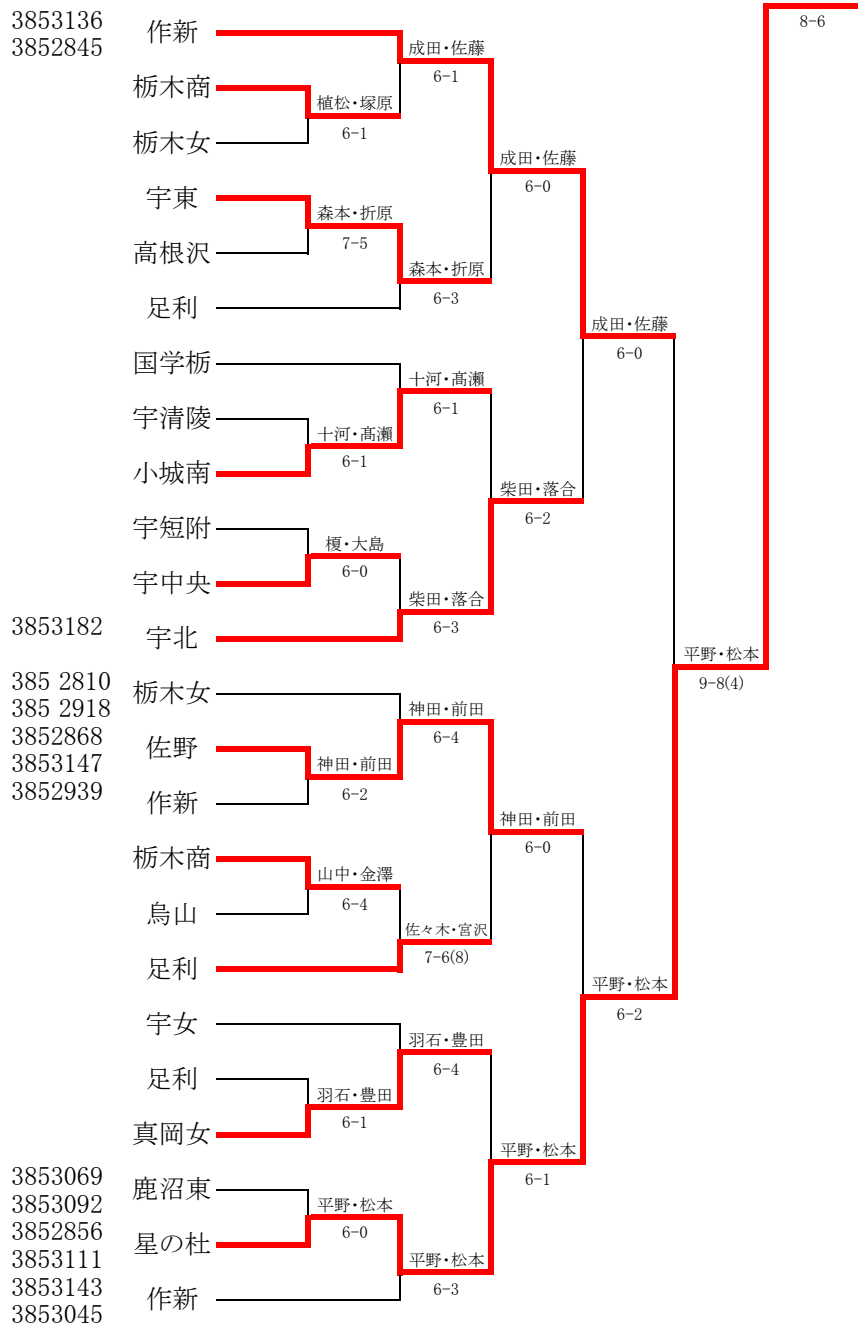 3853136
3852845
8-6
作新
成田・佐藤
6-1
栃木商
植松・塚原
6-1
栃木女
成田・佐藤
6-0
宇東
森本・折原
7-5
高根沢
森本・折原
6-3
足利
成田・佐藤
6-0
国学栃
十河・髙瀨
6-1
宇清陵
十河・髙瀨
6-1
小城南
柴田・落合
6-2
宇短附
榎・大島
6-0
宇中央
柴田・落合
6-3
3853182
宇北
平野・松本
9-8(4)
385 2810
385 2918
3852868
3853147
3852939
栃木女
神田・前田
6-4
佐野
神田・前田
6-2
作新
神田・前田
6-0
栃木商
山中・金澤
6-4
烏山
佐々木・宮沢
7-6(8)
足利
平野・松本
6-2
宇女
羽石・豊田
6-4
足利
羽石・豊田
6-1
真岡女
平野・松本
6-1
3853069
3853092
3852856
3853111
3853143
3853045
鹿沼東
平野・松本
6-0
星の杜
平野・松本
6-3
作新